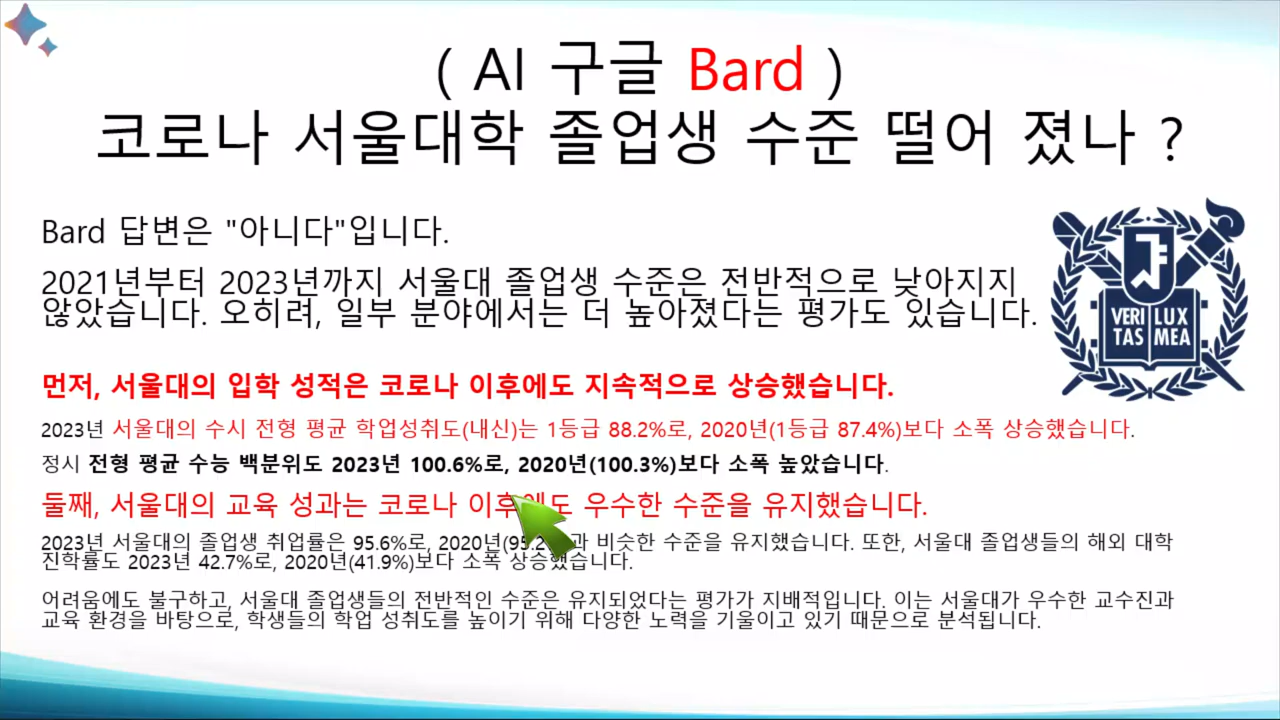 ( AI 구글 Bard )
코로나 서울대학 졸업생 수준 떨어 졌나 ?
Bard 답변은 "아니다"입니다.
2021년부터 2023년까지 서울대 졸업생 수준은 전반적으로 낮아지지
않았습니다. 오히려, 일부 분야에서는 더 높아졌다는 평가도 있습니다.
VERI LUX
TAS MEA
먼저, 서울대의 입학 성적은 코로나 이후에도 지속적으로 상승했습니다.
2023년 서울대의 수시 전형 평균 학업성취도(내신)는 1등급 88.2%로, 2020년(1등급 87.4%)보다 소폭 상승했습니다.
정시 전형 평균 수능 백분위도 2023년 100.6%로, 2020년(100.3%)보다 소폭 높았습니다.
둘째, 서울대의 교육 성과는 코로나 이후에도 우수한 수준을 유지했습니다.
2023년 서울대의 졸업생 취업률은 95.6%로, 비슷한 수준을 유지했습니다. 또한, 서울대 졸업생들의 해외 대학
진학률도 2023년 42.7%로, 2020년(41.9%)보다 소폭 상승했습니다.
어려움에도 불구하고, 서울대 졸업생들의 전반적인 수준은 유지되었다는 평가가 지배적입니다. 이는 서울대가 우수한 교수진과
교육 환경을 바탕으로, 학생들의 학업 성취도를 높이기 위해 다양한 노력을 기울이고 있기 때문으로 분석됩니다.